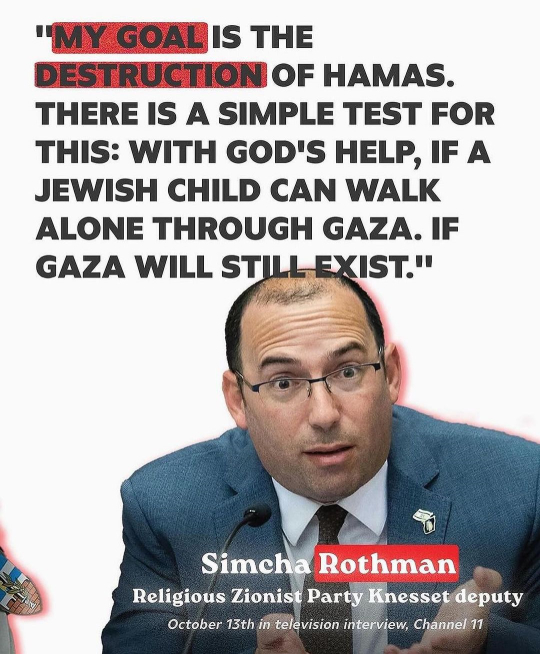 "MY GOAL IS THE
DESTRUCTION OF HAMAS.
THERE IS A SIMPLE TEST FOR
THIS: WITH GOD'S HELP, IF A
JEWISH CHILD CAN WALK
ALONE THROUGH GAZA. IF
GAZA WILL STILL EXIST."
Simcha Rothman
Religious Zionist Party Knesset deputy
October 13th in television interview, Channel 11